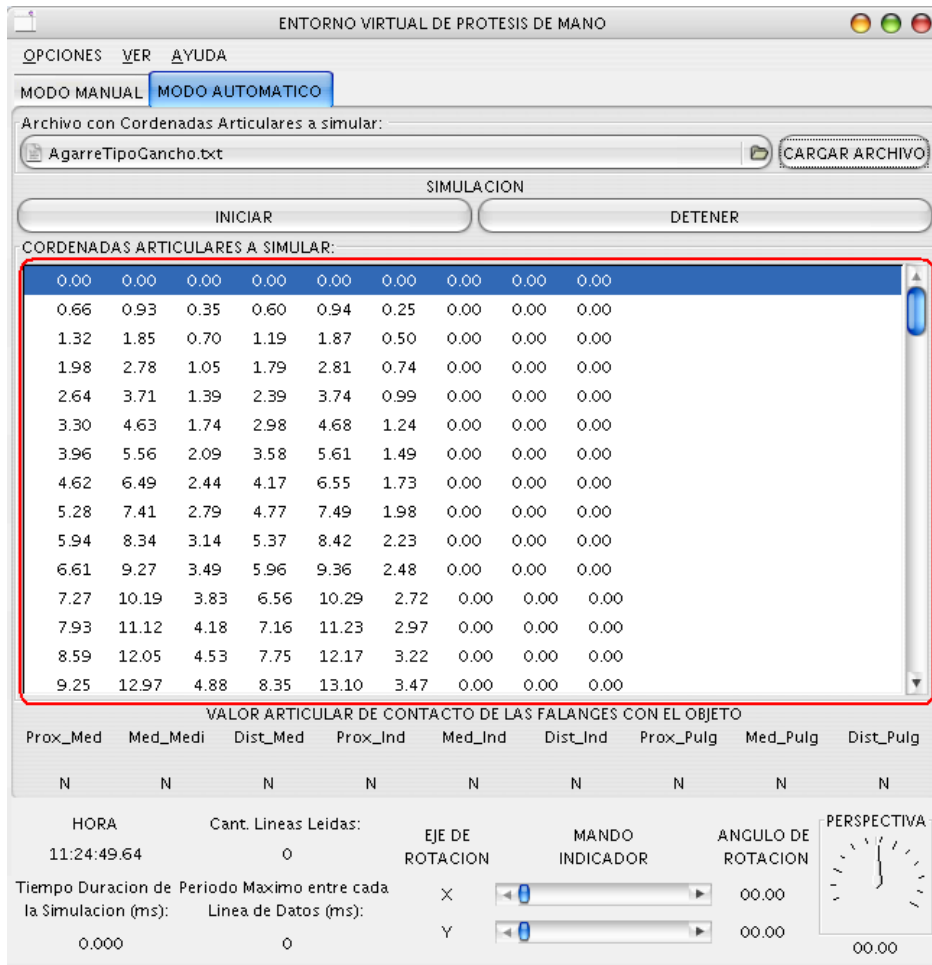 ENTORNO VIRTUAL DE PROTESIS DE MANO
OPCIONES VER AYUDA
MODO MANUAL MODO AUTOMATICO
Archivo con Cordenadas Articulares a simular:
AgarreTipoGancho.txt CARGAR ARCHIVO
SIMULACION
INICIAR DETENER
CORDENADAS ARTICULARES A SIMULAR:
0.00 0.00 0.00 0.00 0.00 0.00 0.00 0.00 0.00
0.66 0.93 0.35 0.60 0.94 0.25 0.00 0.00 0.00
1.32 1.85 0.70 1.19 1.87 0.50 0.00 0.00 0.00
1.98 2.78 1.05 1.79 2.81 0.74 0.00 0.00 0.00
2.64 3.71 1.39 2.39 3.74 0.99 0.00 0.00 0.00
3.30 4.63 1.74 2.98 4.68 1.24 0.00 0.00 0.00
3.96 5.56 2.09 3.58 5.61 1.49 0.00 0.00 0.00
4.62 6.49 2.44 4.17 6.55 1.73 0.00 0.00 0.00
5.28 7.41 2.79 4.77 7.49 1.98 0.00 0.00 0.00
5.94 8.34 3.14 5.37 8.42 2.23 0.00 0.00 0.00
6.61 9.27 3.49 5.96 9.36 2.48 0.00 0.00 0.00
7.27 10.19 3.83 6.56 10.29 2.72 0.00 0.00 0.00
7.93 11.12 4.18 7.16 11.23 2.97 0.00 0.00 0.00
8.59 12.05 4.53 7.75 12.17 3.22 0.00 0.00 0.00
9.25 12.97 4.88 8.35 13.10 3.47 0.00 0.00 0.00
VALOR ARTICULAR DE CONTACTO DE LAS FALANGES CON EL OBJETO
Prox_Med Med_Medi Dist_Med Prox_Ind Med_Ind Dist_Ind Prox_Pulg Med_Pulg Dist_Pulg
N N N N N N N N N
HORA
11:24:49.64
Cant. Lineas Leidas:
0
Tiempo Duracion de
la Simulacion (ms):
0.000
Periodo Maximo entre cada
Linea de Datos (ms):
0
EJE DE
ROTACION
MANDO
INDICADOR
ANGULO DE
ROTACION
X 00.00
Y 00.00
PERSPECTIVA
00.00